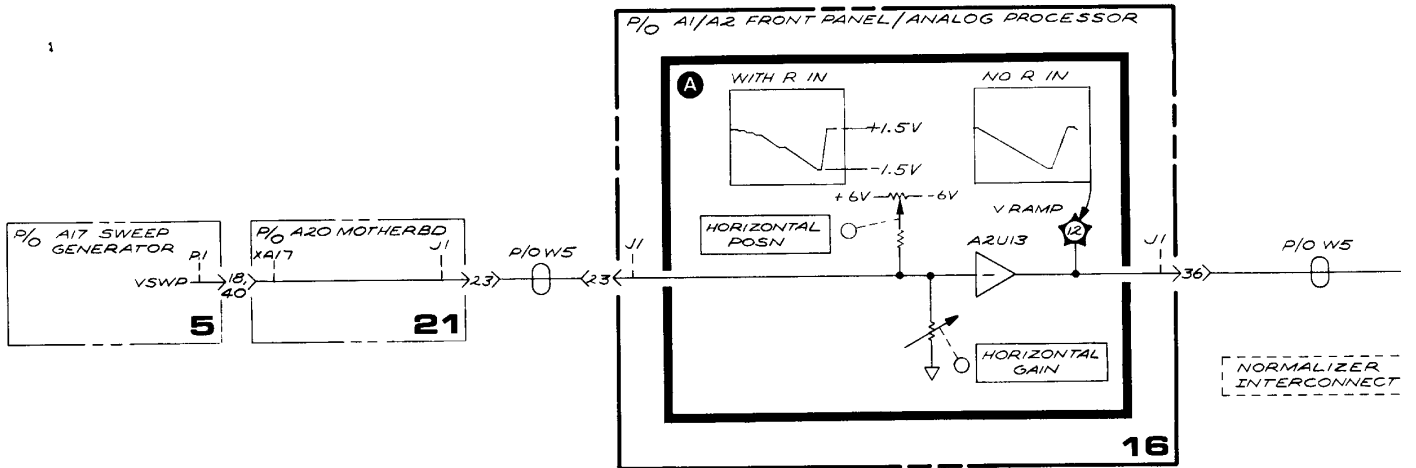 1
P/O A1/A2 FRONT PANEL/ANALOG PROCESSOR
A
WITH R IN
NO R IN
+1.5V
-1.5V
+6V
-6V
V RAMP
12
HORIZONTAL
POSN
A2U13
-
HORIZONTAL
GAIN
16
P/O A17 SWEEP
GENERATOR
P1
VSWP
18,
40
5
P/O A20 MOTHERBD
XA17
J1
21
23
P/O W5
23
J1
J1
36
P/O W5
NORMALIZER
INTERCONNECT